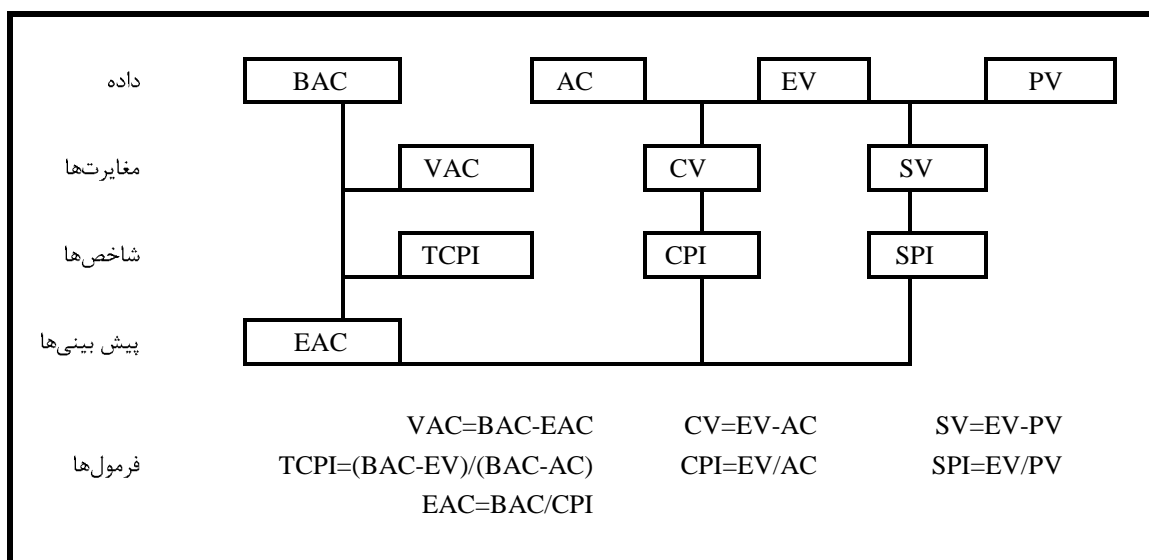 داده BAC AC EV PV
مغایرت‌ها VAC CV SV
شاخص‌ها TCPI CPI SPI
پیش بینی‌ها EAC
VAC=BAC-EAC CV=EV-AC SV=EV-PV
فرمول‌ها TCPI=(BAC-EV)/(BAC-AC) CPI=EV/AC SPI=EV/PV
EAC=BAC/CPI